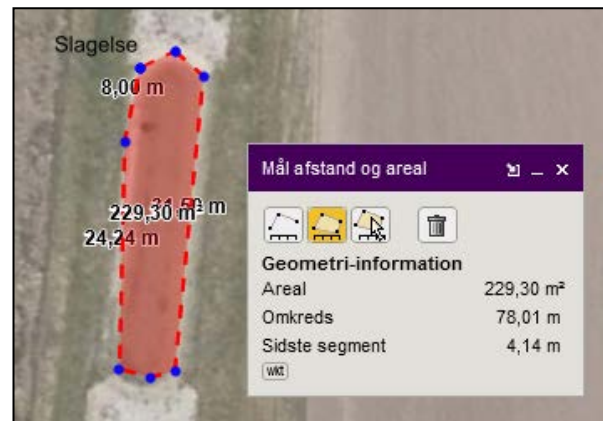 Slagelse
8,00 m
229,30 m²
24,24 m
Mål afstand og areal
Geometri-information
Areal 229,30 m²
Omkreds 78,01 m
Sidste segment 4,14 m
wkt